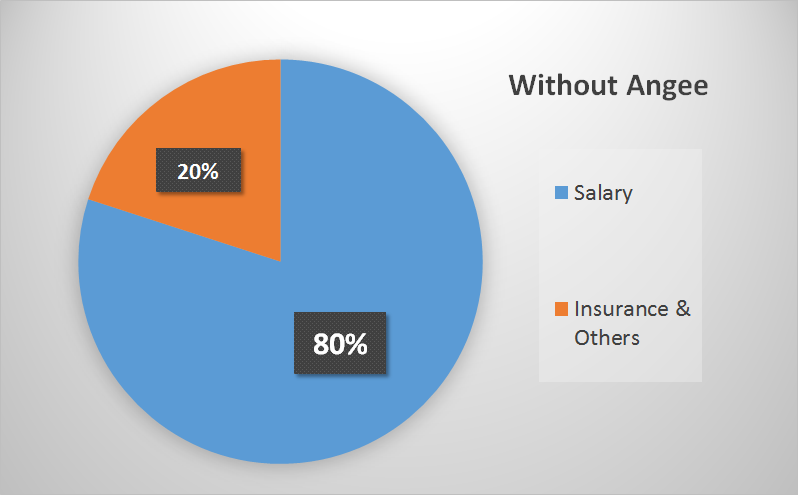 Without Angee
20%
Salary
Insurance &
Others
80%